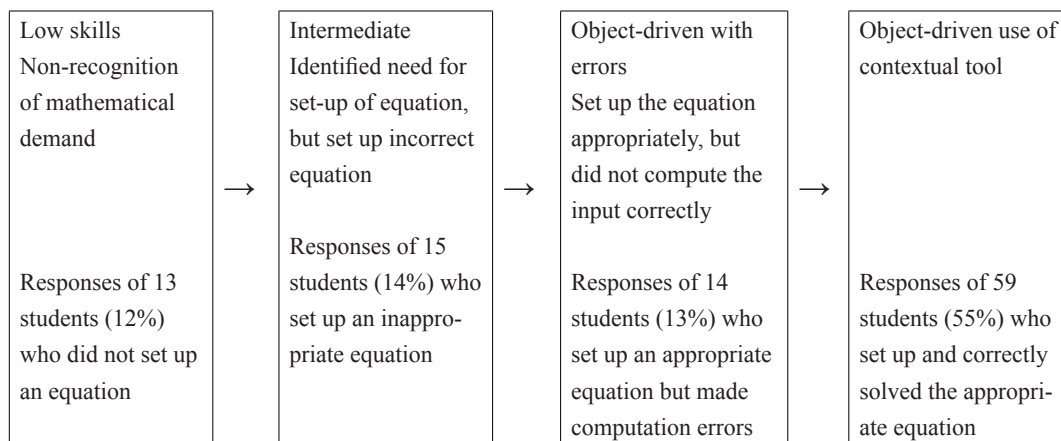 Low skills
Non-recognition
of mathematical
demand
Responses of 13
students (12%)
who did not set up
an equation
→
Intermediate
Identified need for
set-up of equation,
but set up incorrect
equation
Responses of 15
students (14%) who
set up an inappro-
priate equation
→
Object-driven with
errors
Set up the equation
appropriately, but
did not compute the
input correctly
Responses of 14
students (13%) who
set up an appropriate
equation but made
computation errors
→
Object-driven use of
contextual tool
Responses of 59
students (55%) who
set up and correctly
solved the appropri-
ate equation